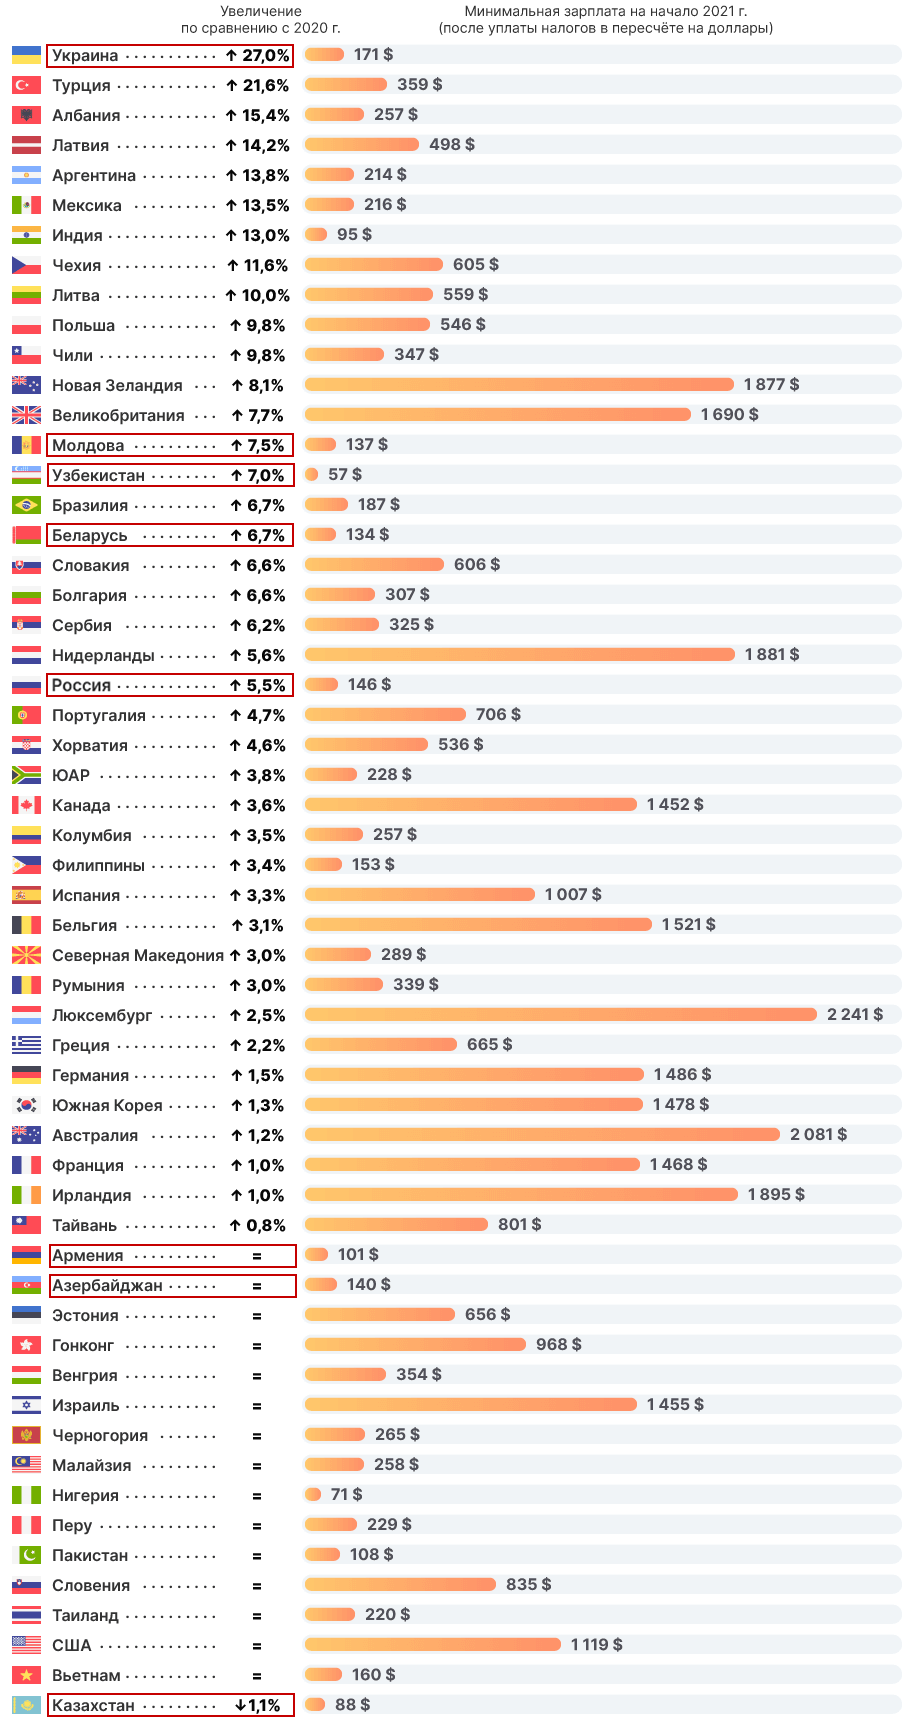 Увеличение
по сравнению с 2020 г.
Минимальная зарплата на начало 2021 г.
(после уплаты налогов в пересчёте на доллары)
Украина ↑ 27,0% 171 $
Турция ↑ 21,6% 359 $
Албания ↑ 15,4% 257 $
Латвия ↑ 14,2% 498 $
Аргентина ↑ 13,8% 214 $
Мексика ↑ 13,5% 216 $
Индия ↑ 13,0% 95 $
Чехия ↑ 11,6% 605 $
Литва ↑ 10,0% 559 $
Польша ↑ 9,8% 546 $
Чили ↑ 9,8% 347 $
Новая Зеландия ↑ 8,1% 1 877 $
Великобритания ↑ 7,7% 1 690 $
Молдова ↑ 7,5% 137 $
Узбекистан ↑ 7,0% 57 $
Бразилия ↑ 6,7% 187 $
Беларусь ↑ 6,7% 134 $
Словакия ↑ 6,6% 606 $
Болгария ↑ 6,6% 307 $
Сербия ↑ 6,2% 325 $
Нидерланды ↑ 5,6% 1 881 $
Россия ↑ 5,5% 146 $
Португалия ↑ 4,7% 706 $
Хорватия ↑ 4,6% 536 $
ЮАР ↑ 3,8% 228 $
Канада ↑ 3,6% 1 452 $
Колумбия ↑ 3,5% 257 $
Филиппины ↑ 3,4% 153 $
Испания ↑ 3,3% 1 007 $
Бельгия ↑ 3,1% 1 521 $
Северная Македония ↑ 3,0% 289 $
Румыния ↑ 3,0% 339 $
Люксембург ↑ 2,5% 2 241 $
Греция ↑ 2,2% 665 $
Германия ↑ 1,5% 1 486 $
Южная Корея ↑ 1,3% 1 478 $
Австралия ↑ 1,2% 2 081 $
Франция ↑ 1,0% 1 468 $
Ирландия ↑ 1,0% 1 895 $
Тайвань ↑ 0,8% 801 $
Армения = 101 $
Азербайджан = 140 $
Эстония = 656 $
Гонконг = 968 $
Венгрия = 354 $
Израиль = 1 455 $
Черногория = 265 $
Малайзия = 258 $
Нигерия = 71 $
Перу = 229 $
Пакистан = 108 $
Словения = 835 $
Таиланд = 220 $
США = 1 119 $
Вьетнам = 160 $
Казахстан ↓1,1% 88 $